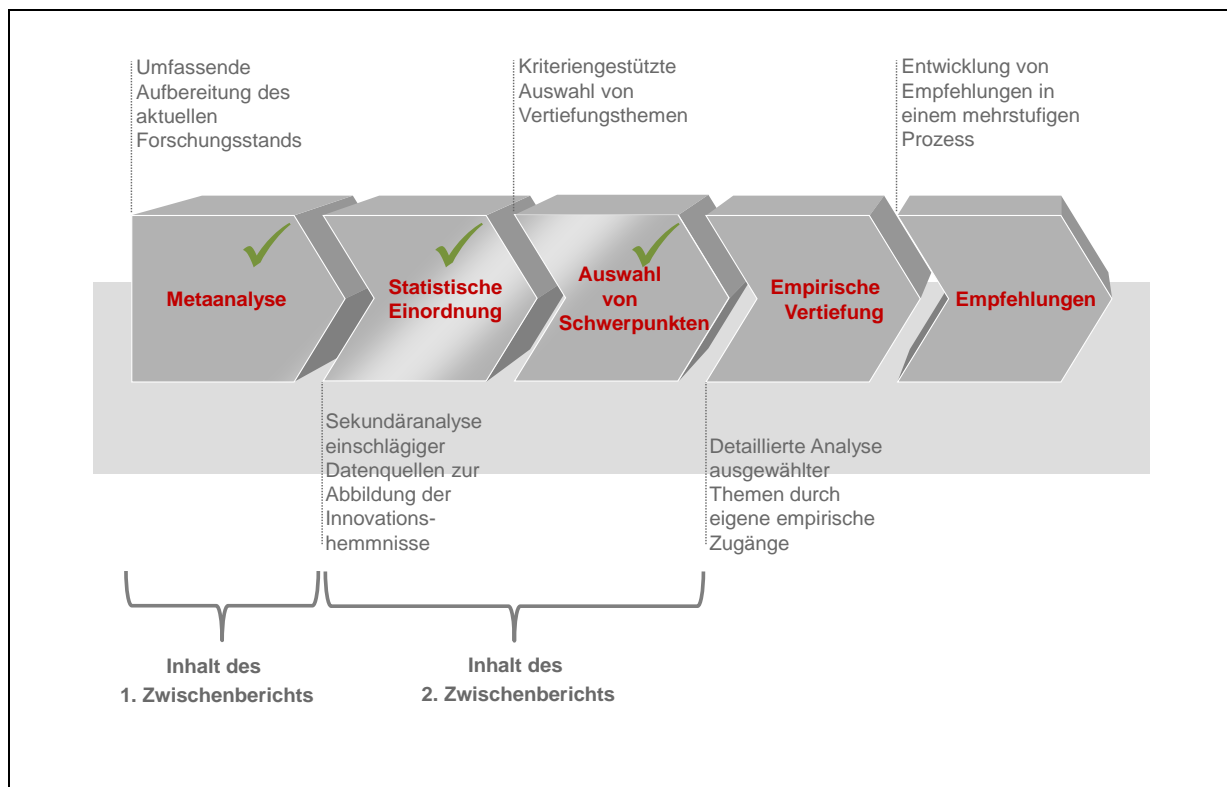 Umfassende
Aufbereitung des
aktuellen
Forschungsstands
Kriteriengestützte
Auswahl von
Vertiefungsthemen
Entwicklung von
Empfehlungen in
einem mehrstufigen
Prozess
Metaanalyse
Statistische
Einordnung
Auswahl
von
Schwerpunkten
Empirische
Vertiefung
Empfehlungen
Sekundäranalyse
einschlägiger
Datenquellen zur
Abbildung der
Innovations-
hemmnisse
Detaillierte Analyse
ausgewählter
Themen durch
eigene empirische
Zugänge
Inhalt des
1. Zwischenberichts
Inhalt des
2. Zwischenberichts